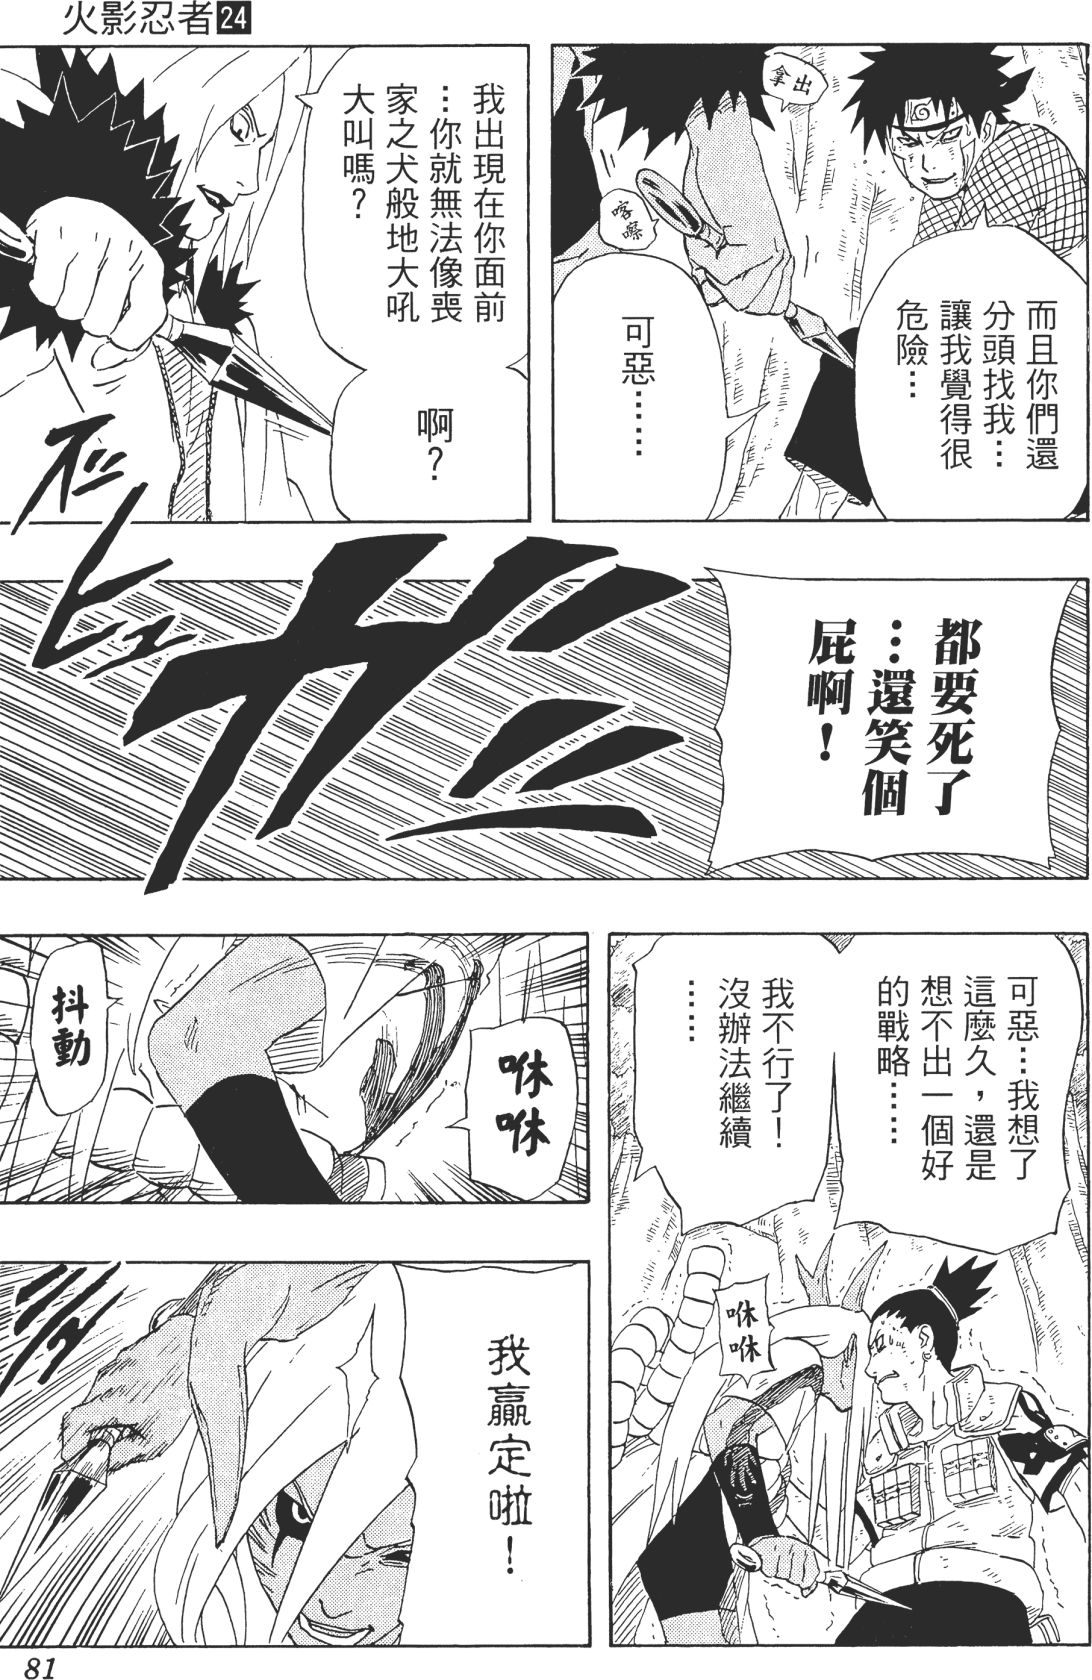 火影忍者24
拿出
而且你們還
分頭找我…
讓我覺得很
危險…
喀嚓
可惡……
我出現在你面前
…你就無法像喪
家之犬般地大吼
大叫嗎？
啊？
都要死了
…還笑個
屁啊！
可惡…我想了
這麼久，還是
想不出一個好
的戰略……
我不行了！
沒辦法繼續
……
咻咻
咻咻
抖動
我贏定啦！
81